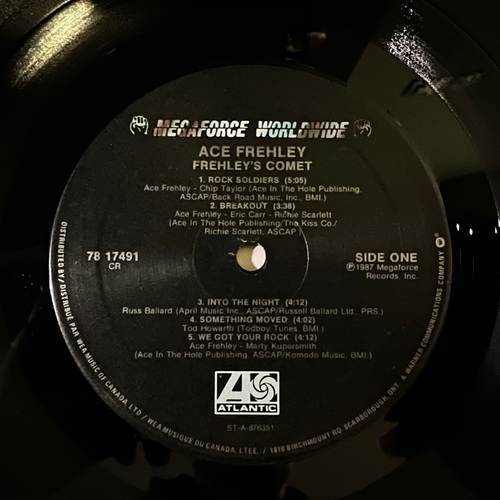 MEGAFORCE WORLDWIDE
ACE FREHLEY
FREHLEY'S COMET
1. ROCK SOLDIERS (5:05)
Ace Frehley - Chip Taylor (Ace In The Hole Publishing,
ASCAP/Back Road Music, Inc., BMI.)
2. BREAKOUT (3:38)
Ace Frehley - Eric Carr - Richie Scarlett
(Ace In The Hole Publishing/Tha Kiss Co./
Richie Scarlett, ASCAP)
78 17491
CR
SIDE ONE
℗1987 Megaforce
Records, Inc.
3. INTO THE NIGHT (4:12)
Russ Ballard (April Music Inc., ASCAP/Russell Ballard Ltd., PRS.)
4. SOMETHING MOVED (4:02)
Tod Howarth (Todboy Tunes, BMI.)
5. WE GOT YOUR ROCK (4:12)
Ace Frehley - Marty Kupersmith
(Ace In The Hole Publishing, ASCAP/Komodo Music, BMI.)
ATLANTIC
ST-A-876351
DISTRIBUTED BY/DISTRIBUE PAR WEA MUSIC OF CANADA, LTD./ WEA MUSIQUE DU CANADA, LTEE. / 1810 BIRCHMOUNT RD. SCARBOROUGH, ONT. A WARNER COMMUNICATIONS COMPANY